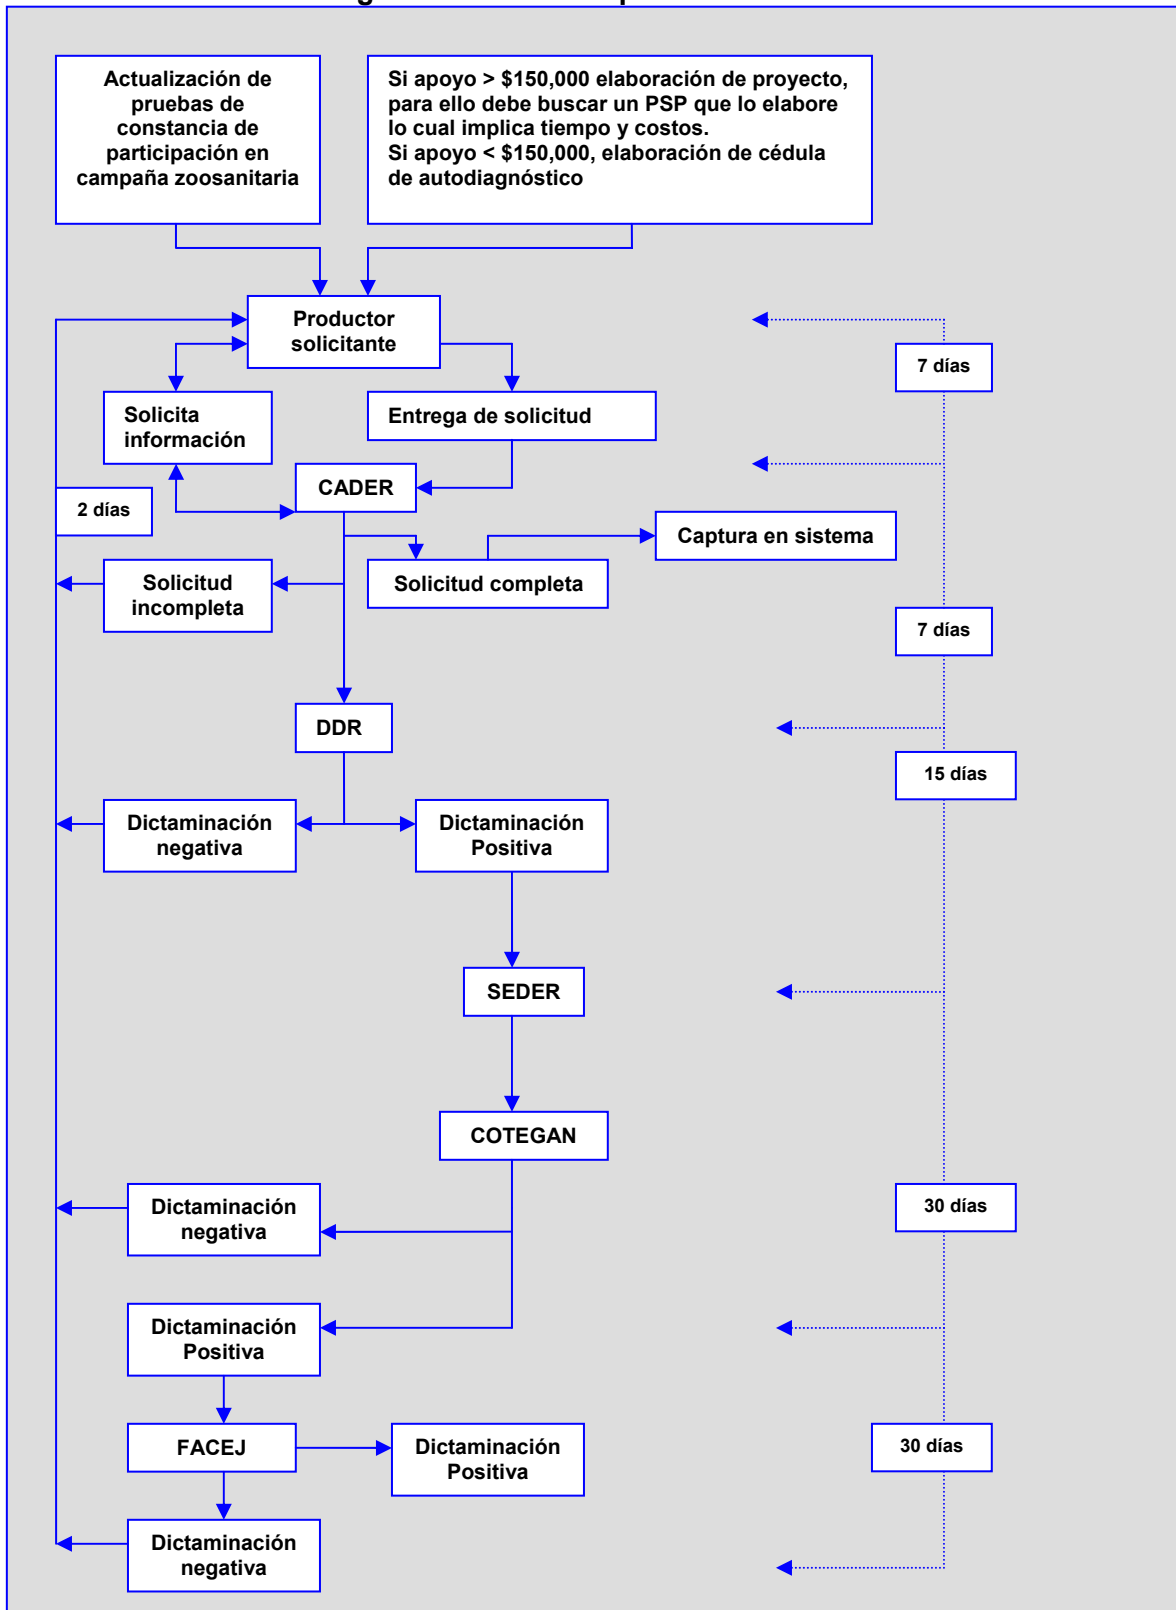 Actualización de
pruebas de
constancia de
participación en
campaña zoosanitaria
Si apoyo > $150,000 elaboración de proyecto,
para ello debe buscar un PSP que lo elabore
lo cual implica tiempo y costos.
Si apoyo < $150,000, elaboración de cédula
de autodiagnóstico
Productor
solicitante
7 días
Solicita
información
Entrega de solicitud
CADER
2 días
Captura en sistema
Solicitud
incompleta
Solicitud completa
7 días
DDR
15 días
Dictaminación
negativa
Dictaminación
Positiva
SEDER
COTEGAN
Dictaminación
negativa
30 días
Dictaminación
Positiva
FACEJ
Dictaminación
Positiva
30 días
Dictaminación
negativa